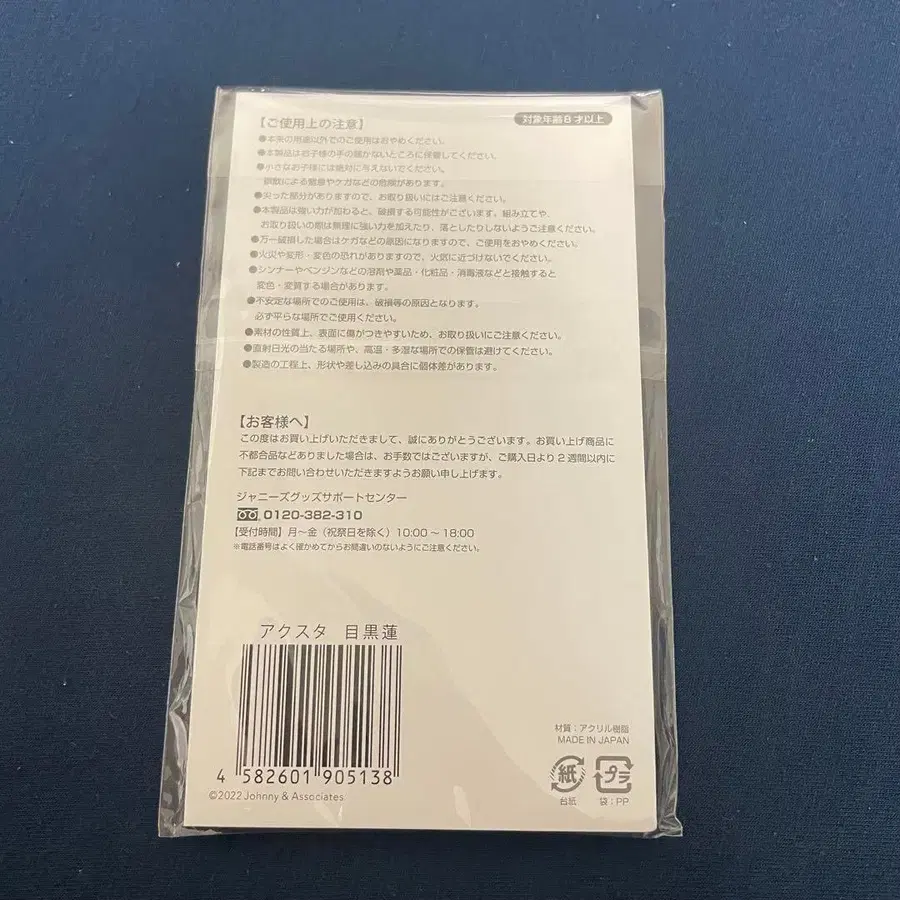 【ご使用上の注意】
対象年齢8才以上
●本来の用途以外でのご使用はおやめください。
●本製品はお子様の手の届かないところに保管してください。
●小さなお子様には絶対に与えないでください。
誤飲による窒息やケガなどの危険があります。
●尖った部分がありますので、お取り扱いにはご注意ください。
●本製品は強い力が加わると、破損する可能性がございます。組み立てや、
お取り扱いの際は無理に強い力を加えたり、落としたりしないようご注意ください。
●万一破損した場合はケガなどの原因になりますので、ご使用をおやめください。
●火災や変形・変色の恐れがありますので、火気に近づけないでください。
●シンナーやベンジンなどの溶剤や薬品・化粧品・消毒液などと接触すると
変色・変質する場合があります。
●不安定な場所でのご使用は、破損等の原因となります。
必ず平らな場所でご使用ください。
●素材の性質上、表面に傷がつきやすいため、お取り扱いにご注意ください。
●直射日光の当たる場所や、高温・多湿な場所での保管は避けてください。
●製造の工程上、形状や差し込みの具合に個体差があります。
【お客様へ】
この度はお買い上げいただきまして、誠にありがとうございます。お買い上げ商品に
不都合品などありました場合は、お手数ではございますが、ご購入日より2週間以内に
下記までお問い合わせいただきますようお願い申し上げます。
ジャニーズグッズサポートセンター
0120-382-310
【受付時間】月〜金（祝祭日を除く）10:00〜18:00
※電話番号はよく確かめてからお間違いのないようにご注意ください。
アクスタ 目黒蓮
4 582601 905138
©2022 Johnny & Associates
材質：アクリル樹脂
MADE IN JAPAN
紙 プラ
台紙 袋：PP